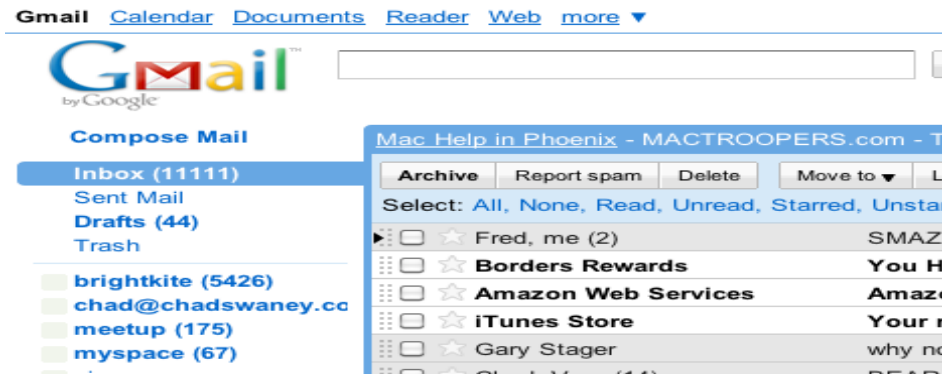 Gmail Calendar Documents Reader Web more ▼
Gmail™
by Google
Compose Mail
Inbox (11111)
Sent Mail
Drafts (44)
Trash
brightkite (5426)
chad@chadswaney.co
meetup (175)
myspace (67)
Mac Help in Phoenix - MACTROOPERS.com - T
Archive Report spam Delete Move to ▼ L
Select: All, None, Read, Unread, Starred, Unsta
Fred, me (2) SMAZ
Borders Rewards You H
Amazon Web Services Amazo
iTunes Store Your
Gary Stager why no